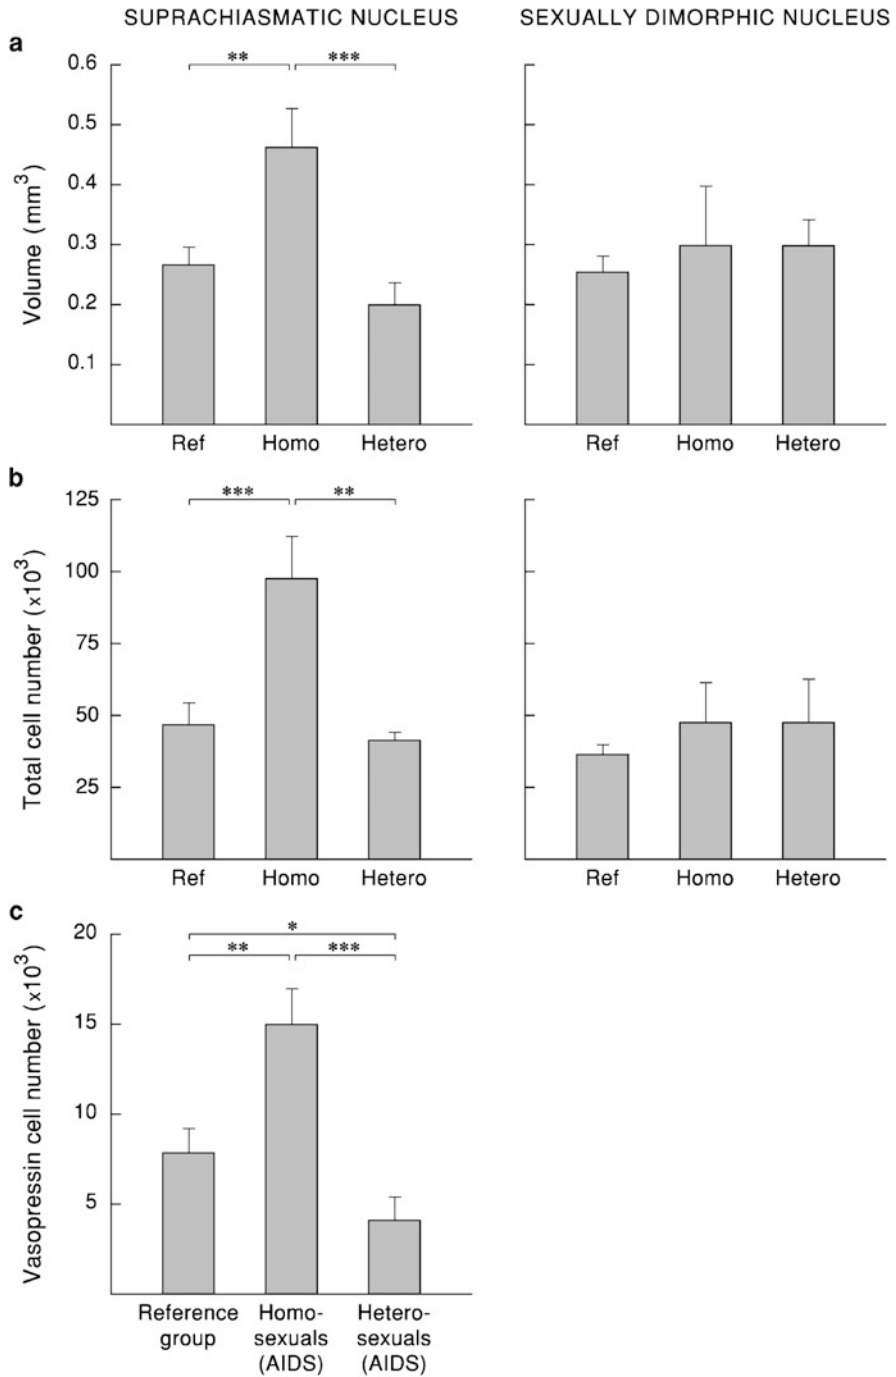 SUPRACHIASMATIC NUCLEUS
SEXUALLY DIMORPHIC NUCLEUS
a
Volume (mm³)
0.6
0.5
0.4
0.3
0.2
0.1
** ***
Ref Homo Hetero
Ref Homo Hetero
b
Total cell number (x10³)
125
100
75
50
25
*** **
Ref Homo Hetero
Ref Homo Hetero
c
Vasopressin cell number (x10³)
20
15
10
5
*
** ***
Reference
group
Homo-
sexuals
(AIDS)
Hetero-
sexuals
(AIDS)